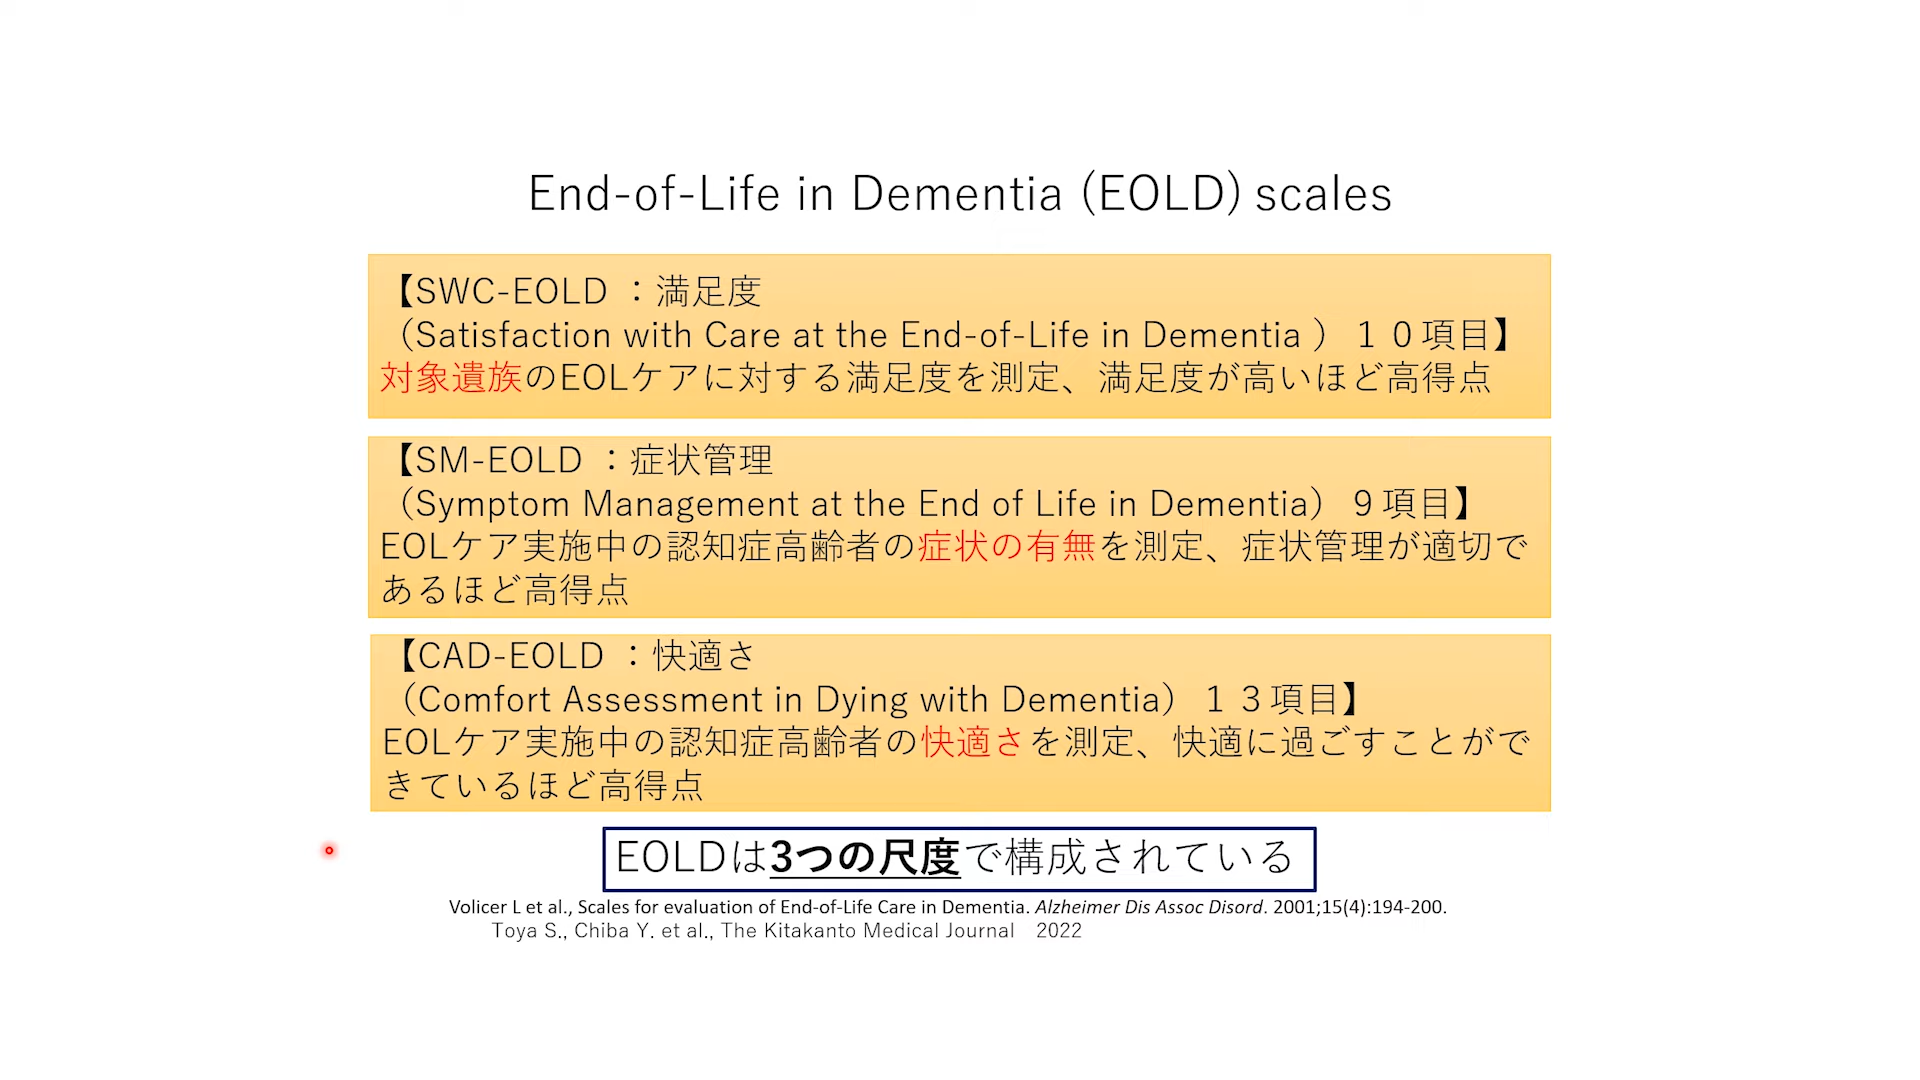 End-of-Life in Dementia (EOLD) scales
【SWC-EOLD ：満足度
（Satisfaction with Care at the End-of-Life in Dementia ） １０項目】
対象遺族のEOLケアに対する満足度を測定、満足度が高いほど高得点
【SM-EOLD ：症状管理
（Symptom Management at the End of Life in Dementia） ９項目】
EOLケア実施中の認知症高齢者の症状の有無を測定、症状管理が適切で
あるほど高得点
【CAD-EOLD ：快適さ
（Comfort Assessment in Dying with Dementia） １３項目】
EOLケア実施中の認知症高齢者の快適さを測定、快適に過ごすことがで
きているほど高得点
EOLDは3つの尺度で構成されている
Volicer L et al., Scales for evaluation of End-of-Life Care in Dementia. Alzheimer Dis Assoc Disord. 2001;15(4):194-200.
Toya S., Chiba Y. et al., The Kitakanto Medical Journal　2022